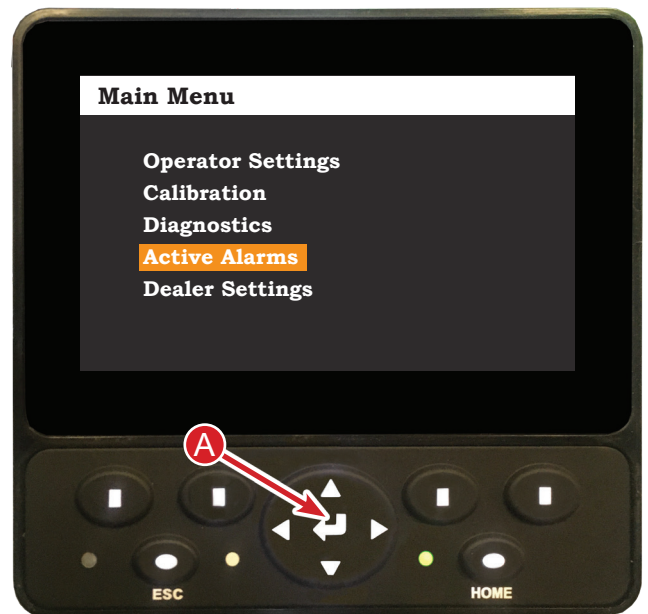 Main Menu
Operator Settings
Calibration
Diagnostics
Active Alarms
Dealer Settings
A
ESC
HOME